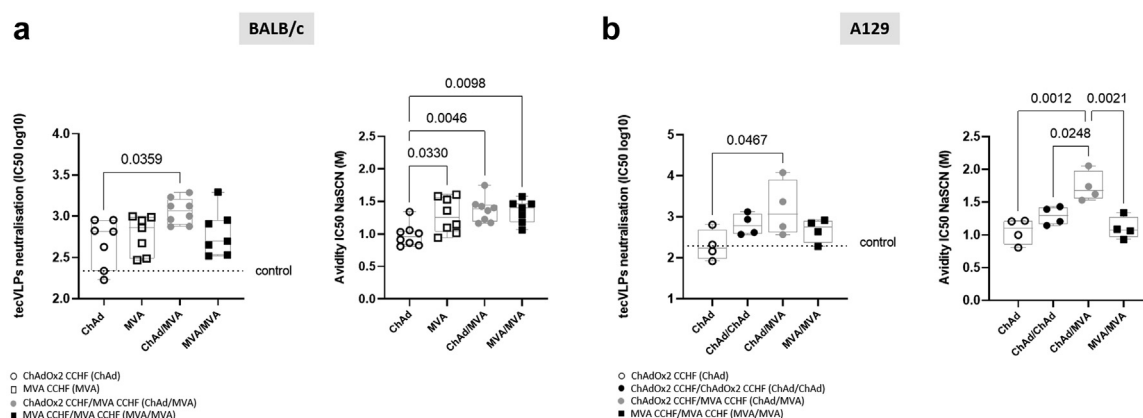 a
BALB/c
tecVLPs neutralisation (IC50 log10)
4.0
3.5
3.0
2.5
2.0
0.0359
control
ChAd
MVA
ChAd/MVA
MVA/MVA
Avidity IC50 NaSCN (M)
2.5
2.0
1.5
1.0
0.5
0.0
0.0098
0.0046
0.0330
ChAd
MVA
ChAd/MVA
MVA/MVA
ChAdOx2 CCHF (ChAd)
MVA CCHF (MVA)
ChAdOx2 CCHF/MVA CCHF (ChAd/MVA)
MVA CCHF/MVA CCHF (MVA/MVA)
b
A129
tecVLPs neutralisation (IC50 log10)
5
4
3
2
1
0.0467
control
ChAd
ChAd/ChAd
ChAd/MVA
MVA/MVA
Avidity IC50 NaSCN (M)
2.5
2.0
1.5
1.0
0.5
0.0
0.0012
0.0021
0.0248
ChAd
ChAd/ChAd
ChAd/MVA
MVA/MVA
ChAdOx2 CCHF (ChAd)
ChAdOx2 CCHF/ChAdOx2 CCHF (ChAd/ChAd)
ChAdOx2 CCHF/MVA CCHF (ChAd/MVA)
MVA CCHF/MVA CCHF (MVA/MVA)